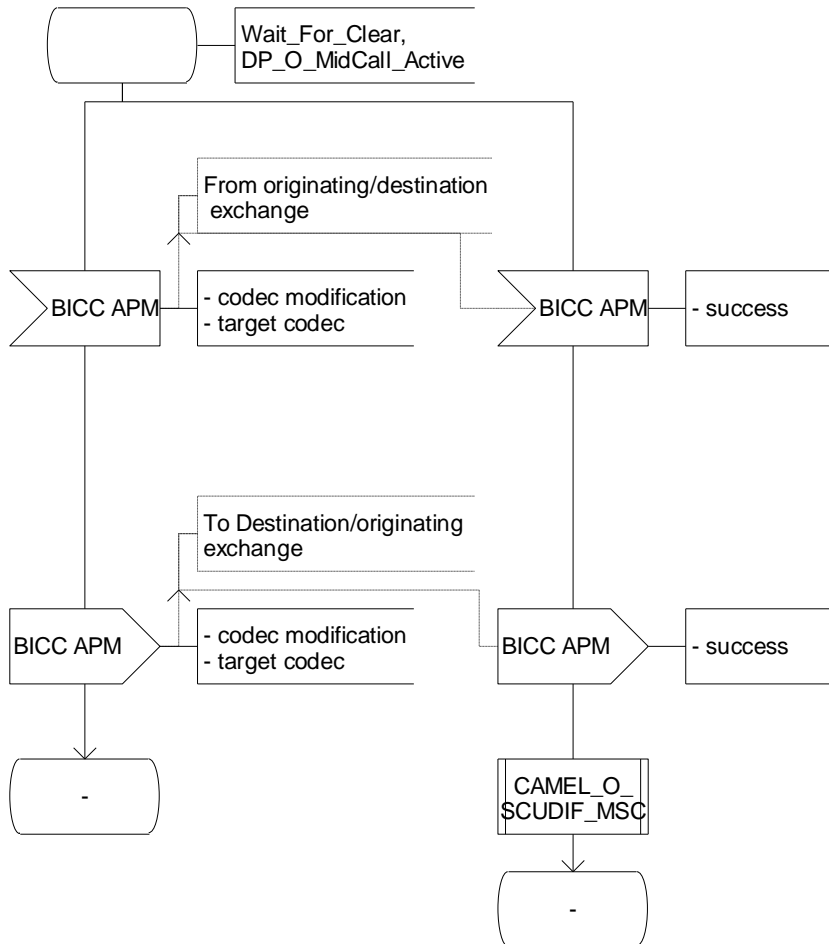 Wait_For_Clear,
DP_O_MidCall_Active
From originating/destination
exchange
BICC APM
- codec modification
- target codec
BICC APM
- success
To Destination/originating
exchange
BICC APM
- codec modification
- target codec
BICC APM
- success
-
CAMEL_O_
SCUDIF_MSC
-